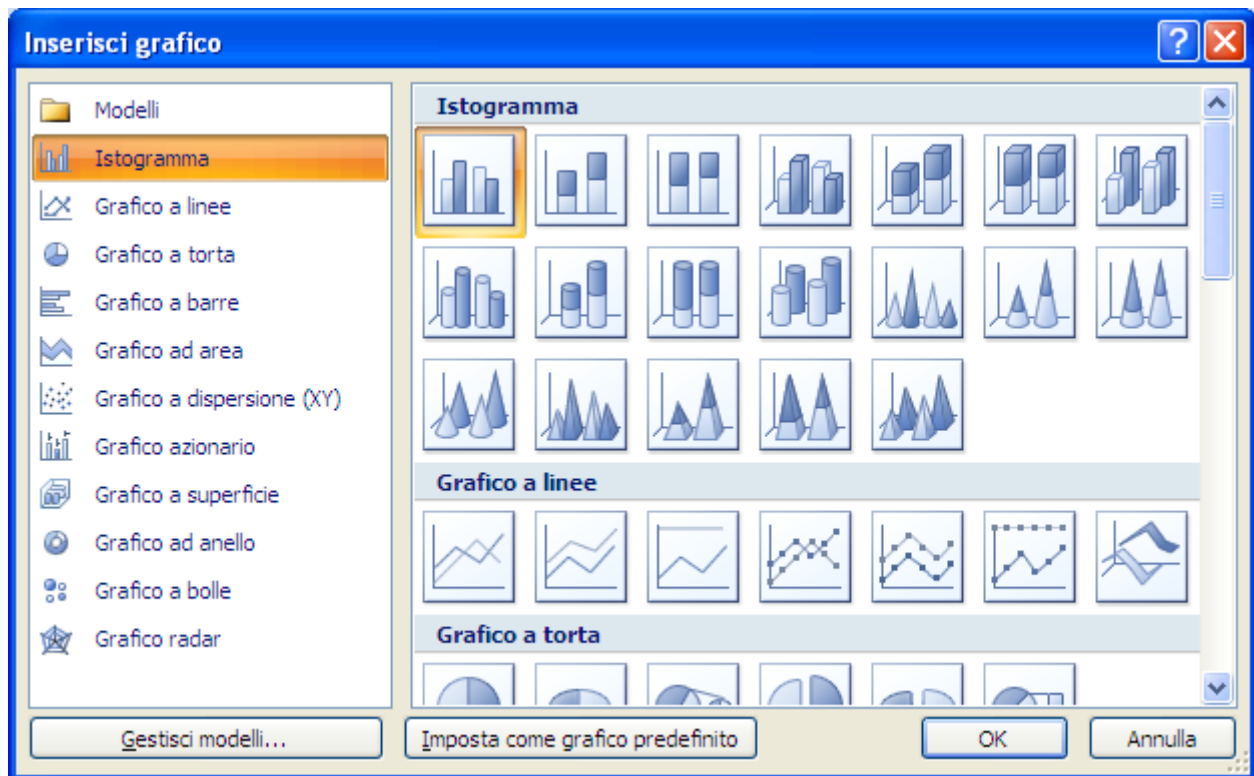 Inserisci grafico
Modelli
Istogramma
Grafico a linee
Grafico a torta
Grafico a barre
Grafico ad area
Grafico a dispersione (XY)
Grafico azionario
Grafico a superficie
Grafico ad anello
Grafico a bolle
Grafico radar
Istogramma
Grafico a linee
Grafico a torta
Gestisci modelli...
Imposta come grafico predefinito
OK
Annulla